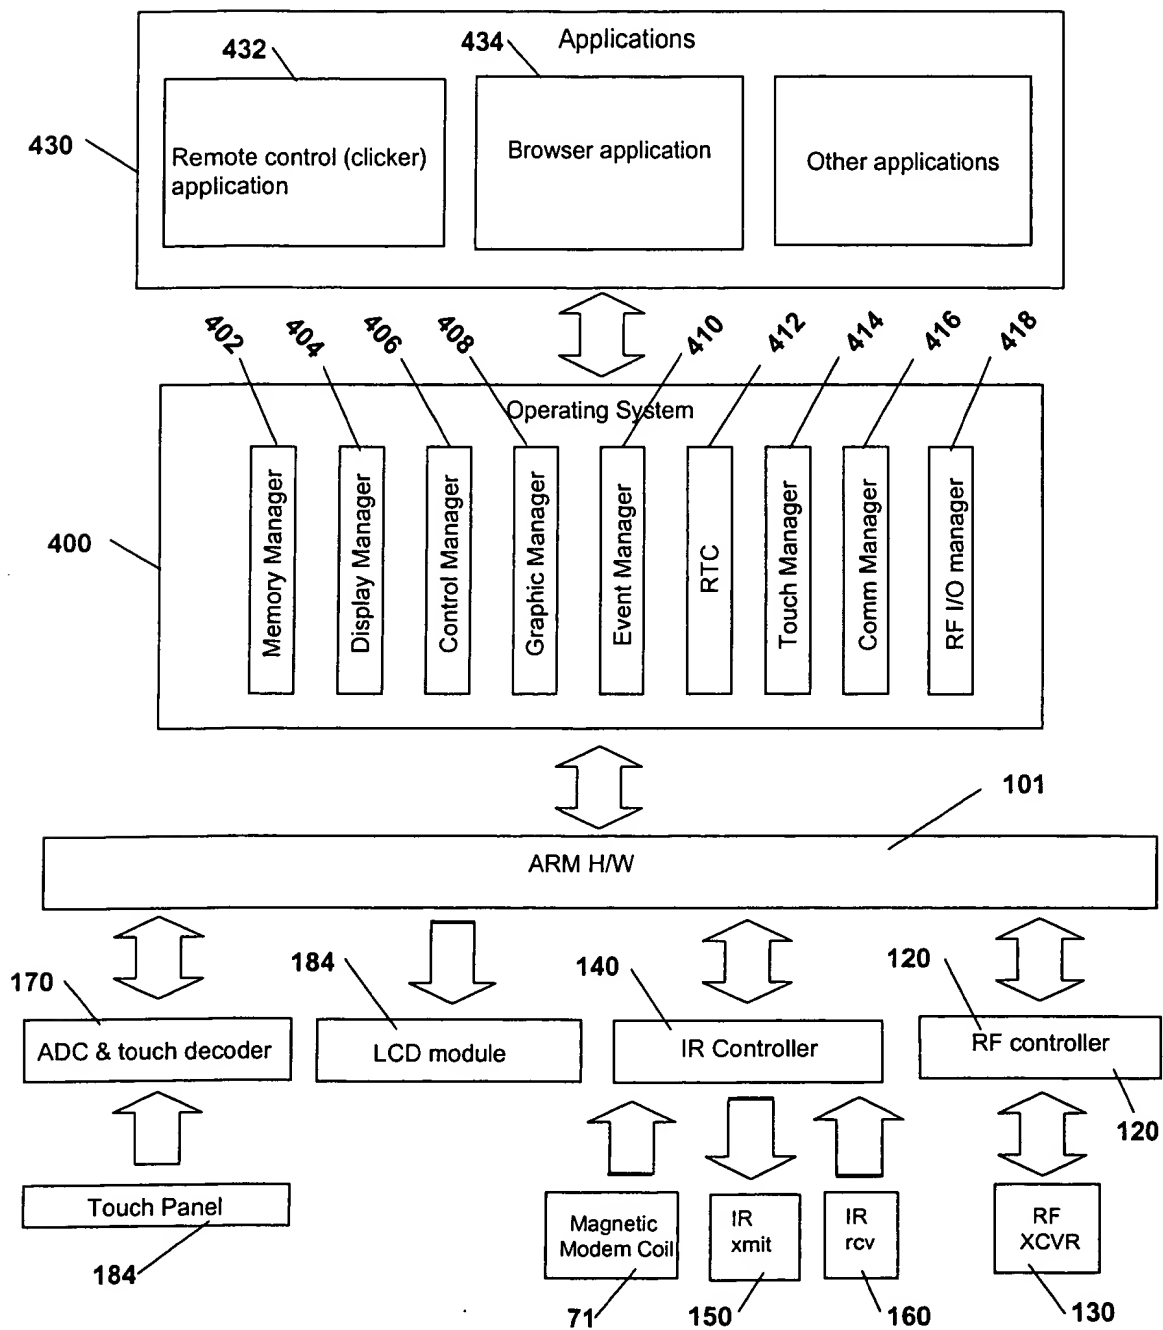 Applications
432
434
430
Remote control (clicker)
application
Browser application
Other applications
402
404
406
408
410
412
414
416
418
Operating System
400
Memory Manager
Display Manager
Control Manager
Graphic Manager
Event Manager
RTC
Touch Manager
Comm Manager
RF I/O manager
101
ARM H/W
170
184
140
120
ADC & touch decoder
LCD module
IR Controller
RF controller
120
Touch Panel
184
Magnetic
Modem Coil
IR
xmit
IR
rcv
RF
XCVR
71
150
160
130